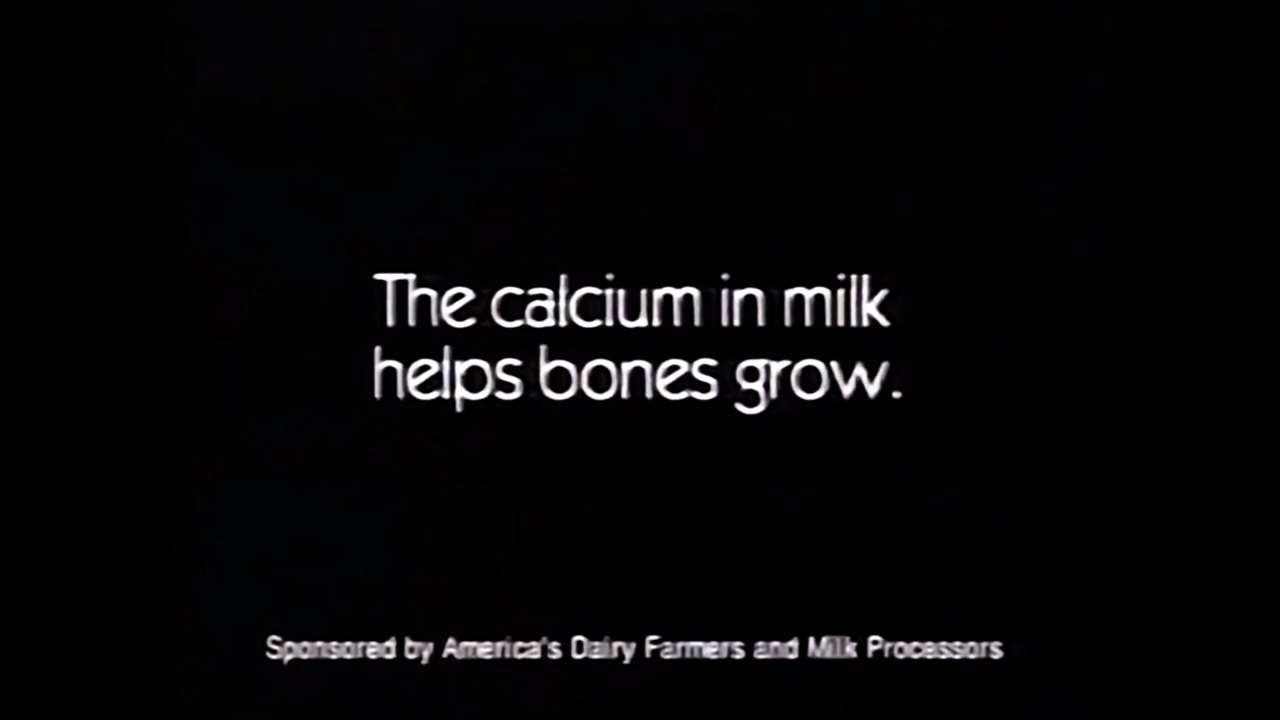 The calcium in milk
helps bones grow.
Sponsored by America's Dairy Farmers and Milk Processors